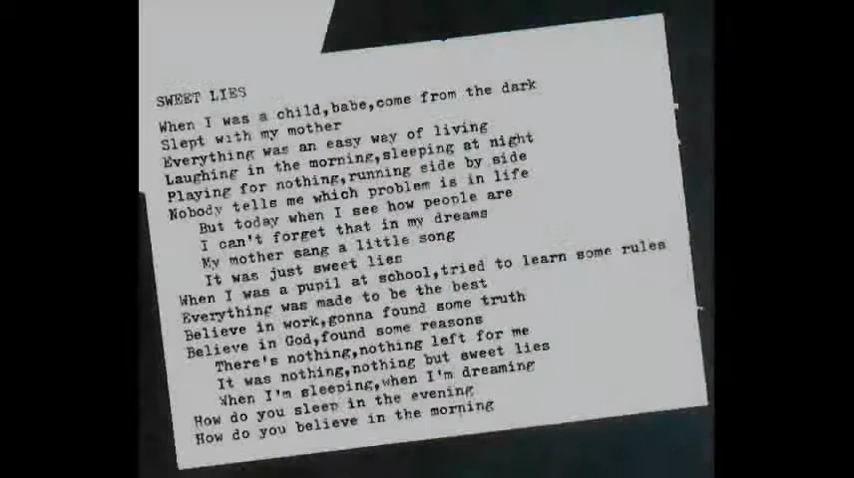 SWEET LIES
When I was a child,babe,come from the dark
Slept with my mother
Everything was an easy way of living
Laughing in the morning,sleeping at night
Playing for nothing,running side by side
Nobody tells me which problem is in life
But today when I see how people are
I can't forget that in my dreams
My mother sang a little song
It was just sweet lies
When I was a pupil at school,tried to learn some rules
Everything was made to be the best
Believe in work,gonna found some truth
Believe in God,found some reasons
There's nothing,nothing left for me
It was nothing,nothing but sweet lies
When I'm sleeping,when I'm dreaming
How do you sleep in the evening
How do you believe in the morning